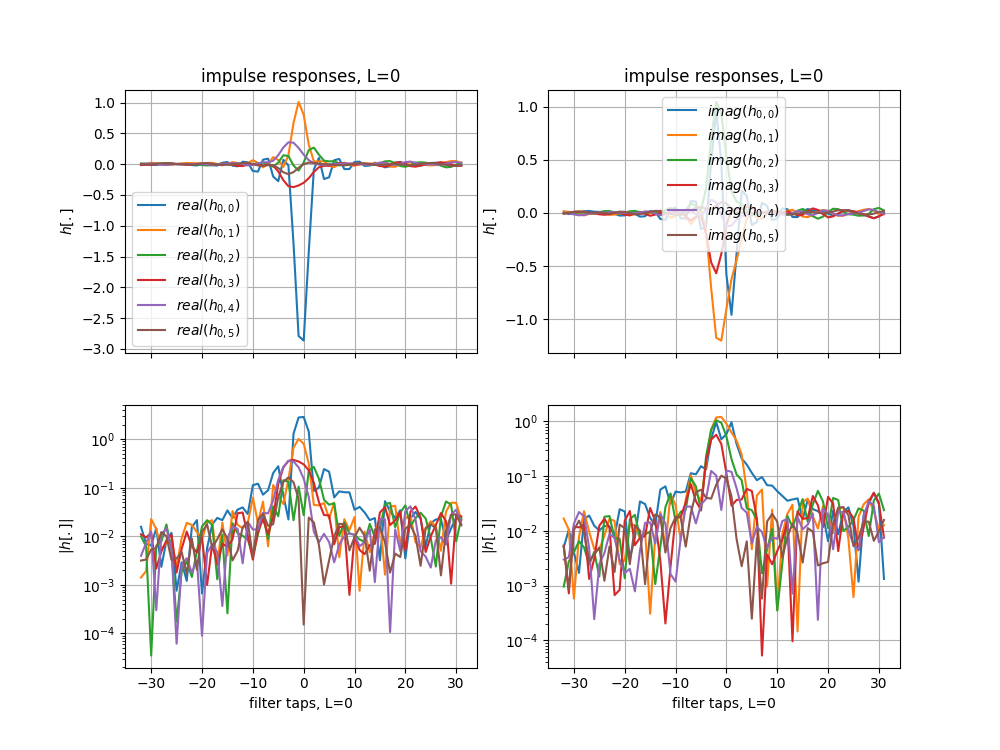 impulse responses, L=0
1.0
0.5
0.0
−0.5
−1.0
−1.5
−2.0
−2.5
−3.0
h[.]
real(h0,0)
real(h0,1)
real(h0,2)
real(h0,3)
real(h0,4)
real(h0,5)
impulse responses, L=0
1.0
0.5
0.0
−0.5
−1.0
h[.]
imag(h0,0)
imag(h0,1)
imag(h0,2)
imag(h0,3)
imag(h0,4)
imag(h0,5)
10^0
10^−1
10^−2
10^−3
10^−4
|h[.]|
−30 −20 −10 0 10 20 30
filter taps, L=0
10^0
10^−1
10^−2
10^−3
10^−4
|h[.]|
−30 −20 −10 0 10 20 30
filter taps, L=0